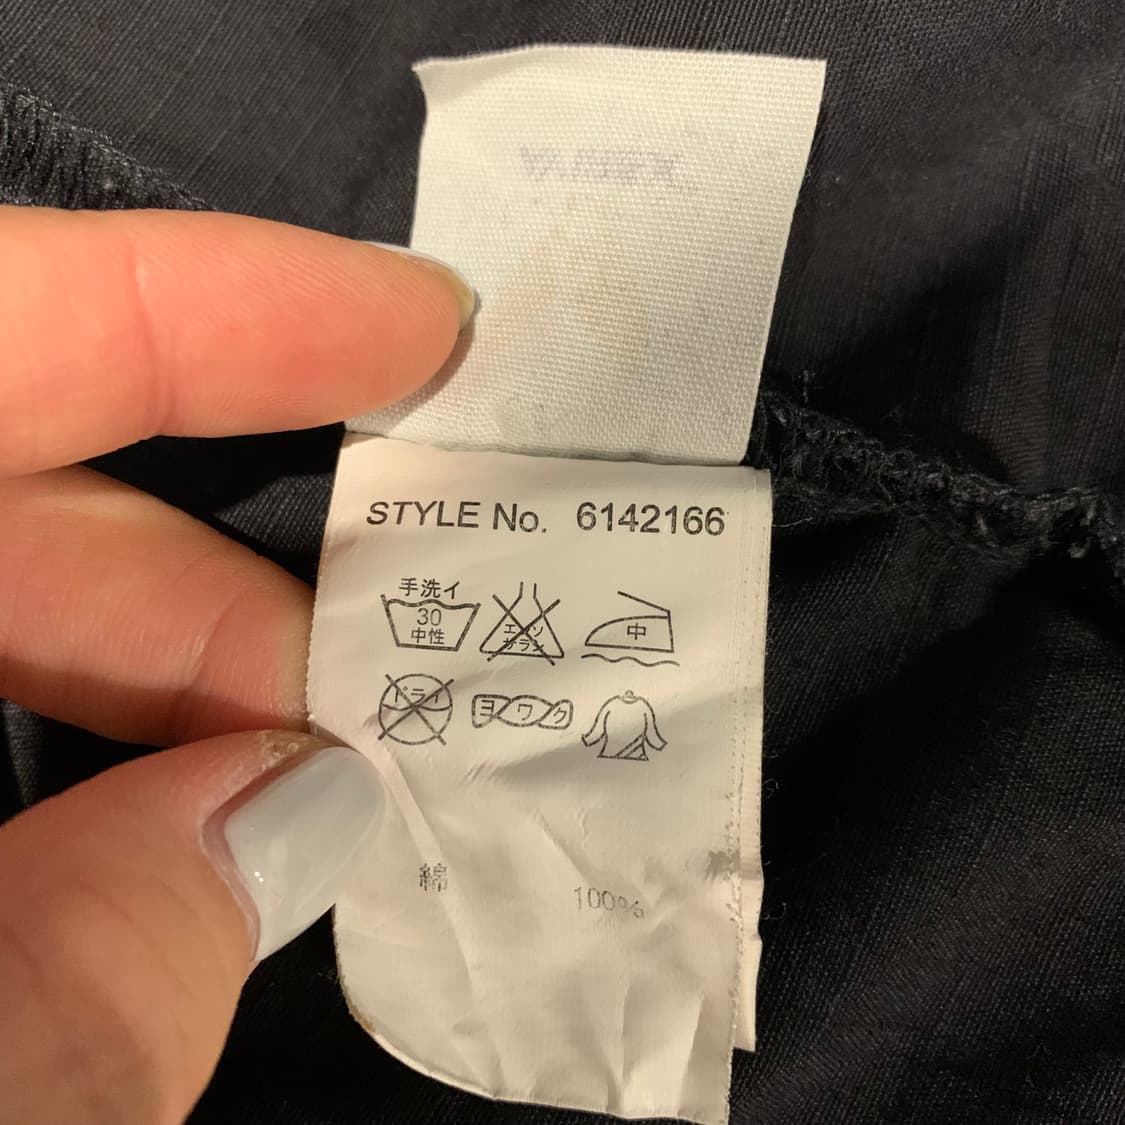 STYLE No. 6142166
手洗イ
30
中性
エンソ
サラシ
中
ドライ
ヨワク
綿 100%